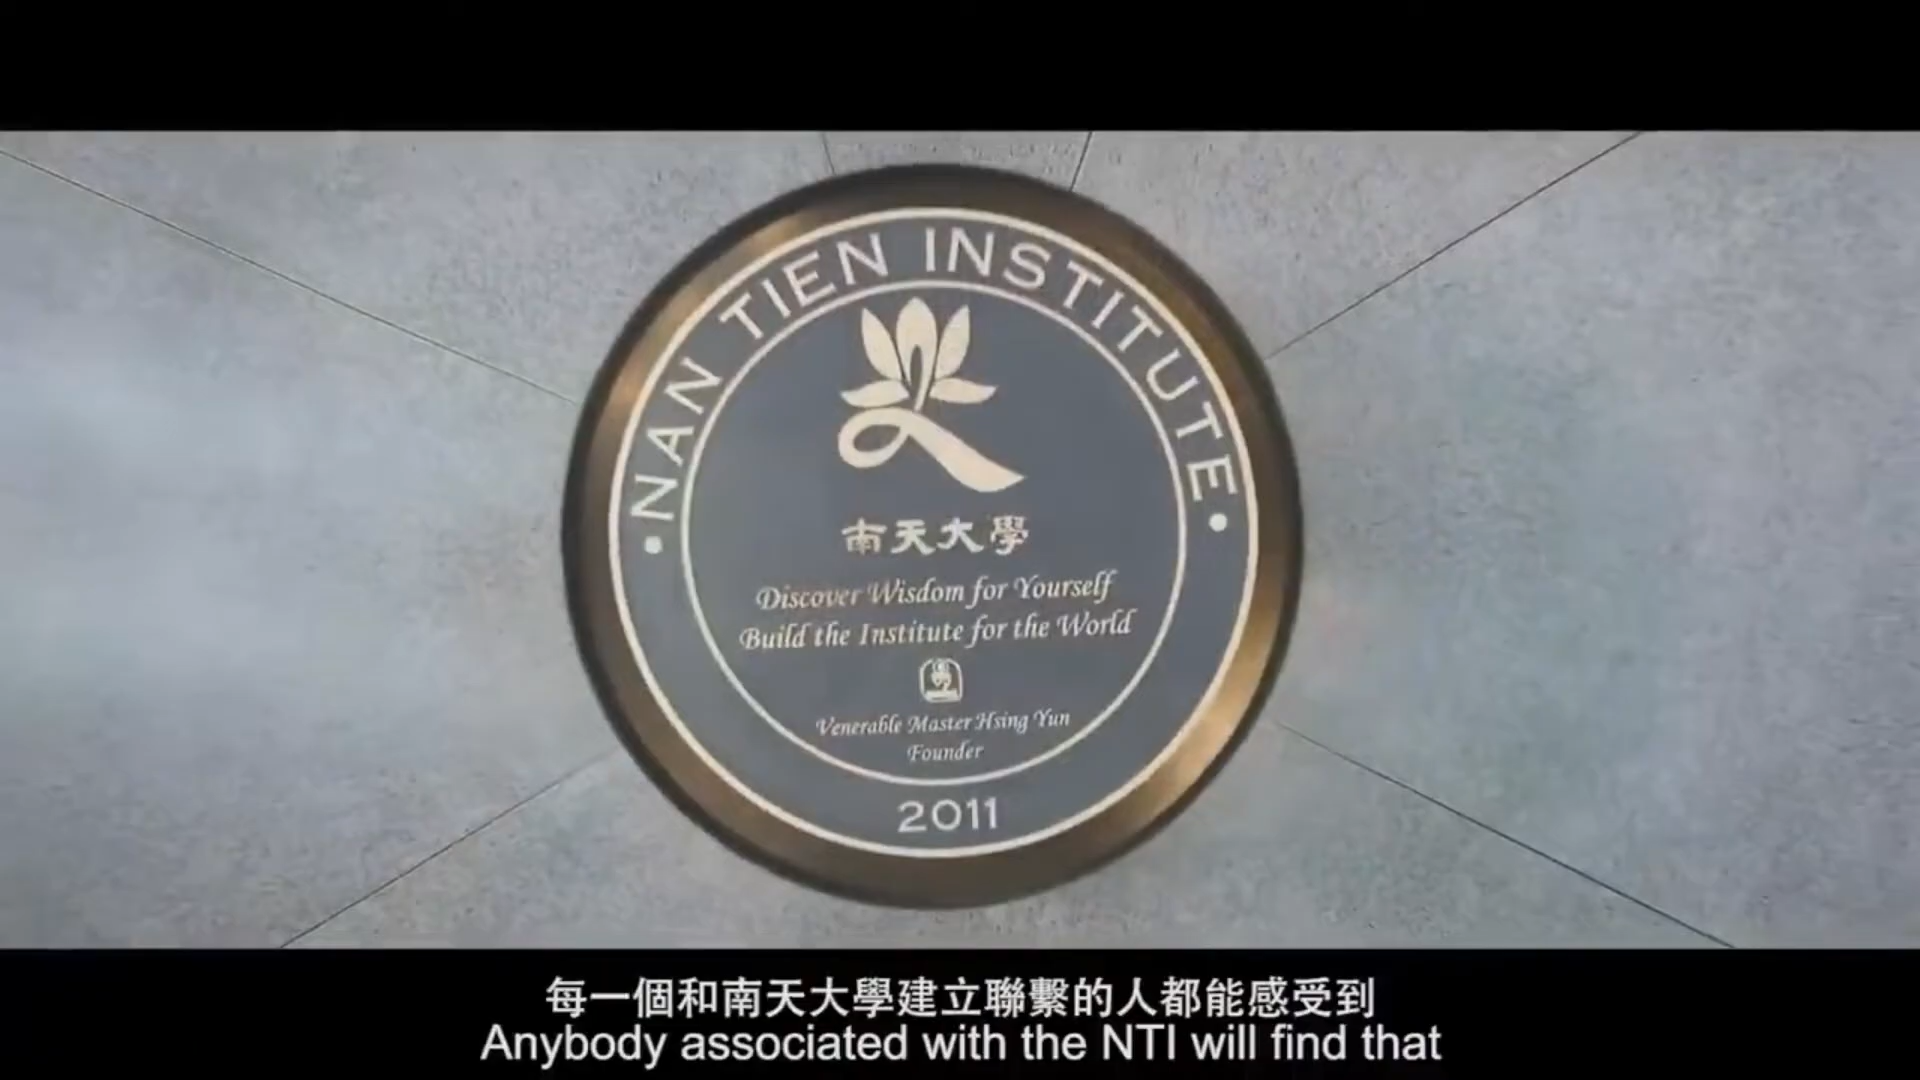 NAN TIEN INSTITUTE
南天大學
Discover Wisdom for Yourself
Build the Institute for the World
Venerable Master Hsing Yun
Founder
2011
每一個和南天大學建立聯繫的人都能感受到
Anybody associated with the NTI will find that